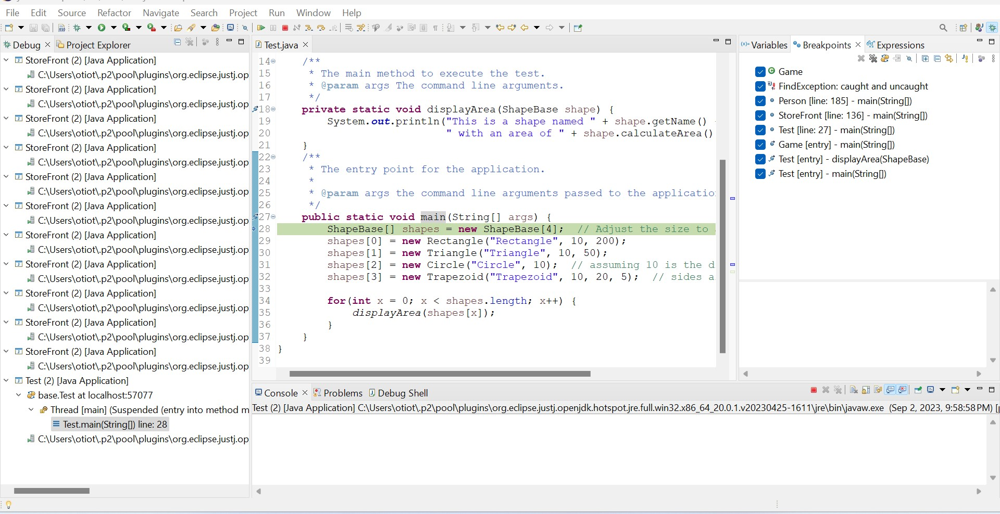 File Edit Source Refactor Navigate Search Project Run Window Help
Debug Project Explorer
StoreFront (2) [Java Application]
C:\Users\otiot\.p2\pool\plugins\org.eclipse.justj.op
StoreFront (2) [Java Application]
C:\Users\otiot\.p2\pool\plugins\org.eclipse.justj.op
StoreFront (2) [Java Application]
C:\Users\otiot\.p2\pool\plugins\org.eclipse.justj.op
StoreFront (2) [Java Application]
C:\Users\otiot\.p2\pool\plugins\org.eclipse.justj.op
StoreFront (2) [Java Application]
C:\Users\otiot\.p2\pool\plugins\org.eclipse.justj.op
StoreFront (2) [Java Application]
C:\Users\otiot\.p2\pool\plugins\org.eclipse.justj.op
StoreFront (2) [Java Application]
C:\Users\otiot\.p2\pool\plugins\org.eclipse.justj.op
StoreFront (2) [Java Application]
C:\Users\otiot\.p2\pool\plugins\org.eclipse.justj.op
StoreFront (2) [Java Application]
C:\Users\otiot\.p2\pool\plugins\org.eclipse.justj.op
StoreFront (2) [Java Application]
C:\Users\otiot\.p2\pool\plugins\org.eclipse.justj.op
StoreFront (2) [Java Application]
C:\Users\otiot\.p2\pool\plugins\org.eclipse.justj.op
Test (2) [Java Application]
base.Test at localhost:57077
Thread [main] (Suspended (entry into method m
Test.main(String[]) line: 28
C:\Users\otiot\.p2\pool\plugins\org.eclipse.justj.op
Test.java
14 /**
15 * The main method to execute the test.
16 * @param args The command line arguments.
17 */
18 private static void displayArea(ShapeBase shape) {
19 System.out.println("This is a shape named " + shape.getName()
20 " with an area of " + shape.calculateArea()
21 }
22 /**
23 * The entry point for the application.
24 *
25 * @param args the command line arguments passed to the applicatio
26 */
27 public static void main(String[] args) {
28 ShapeBase[] shapes = new ShapeBase[4]; // Adjust the size to
29 shapes[0] = new Rectangle("Rectangle", 10, 200);
30 shapes[1] = new Triangle("Triangle", 10, 50);
31 shapes[2] = new Circle("Circle", 10); // assuming 10 is the d
32 shapes[3] = new Trapezoid("Trapezoid", 10, 20, 5); // sides a
33
34 for(int x = 0; x < shapes.length; x++) {
35 displayArea(shapes[x]);
36 }
37 }
38 }
39
Variables Breakpoints Expressions
Game
FindException: caught and uncaught
Person [line: 185] - main(String[])
StoreFront [line: 136] - main(String[])
Test [line: 27] - main(String[])
Game [entry] - main(String[])
Test [entry] - displayArea(ShapeBase)
Test [entry] - main(String[])
Console Problems Debug Shell
Test (2) [Java Application] C:\Users\otiot\.p2\pool\plugins\org.eclipse.justj.openjdk.hotspot.jre.full.win32.x86_64_20.0.1.v20230425-1611\jre\bin\javaw.exe (Sep 2, 2023, 9:58:58 PM) [p